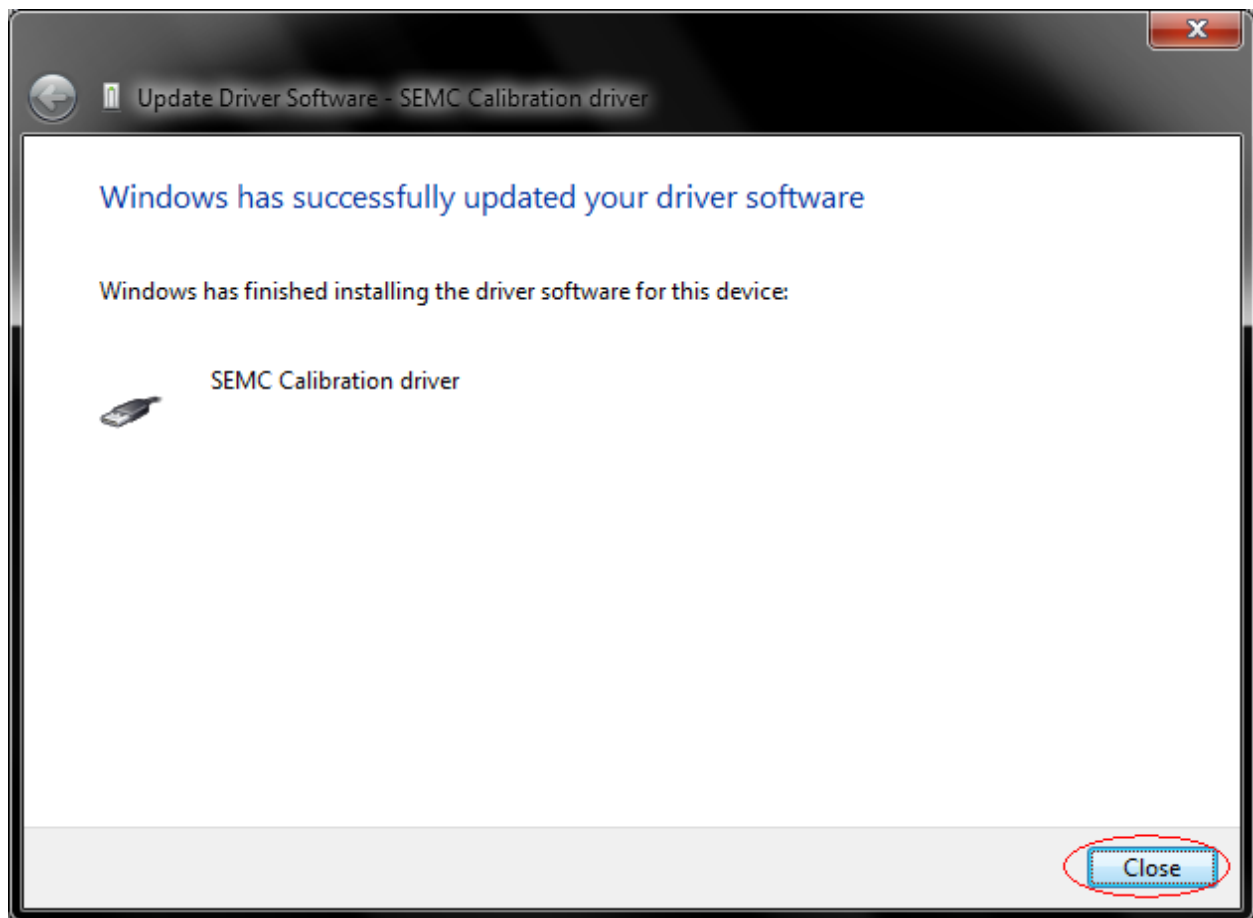 Update Driver Software - SEMC Calibration driver
Windows has successfully updated your driver software
Windows has finished installing the driver software for this device:
SEMC Calibration driver
Close